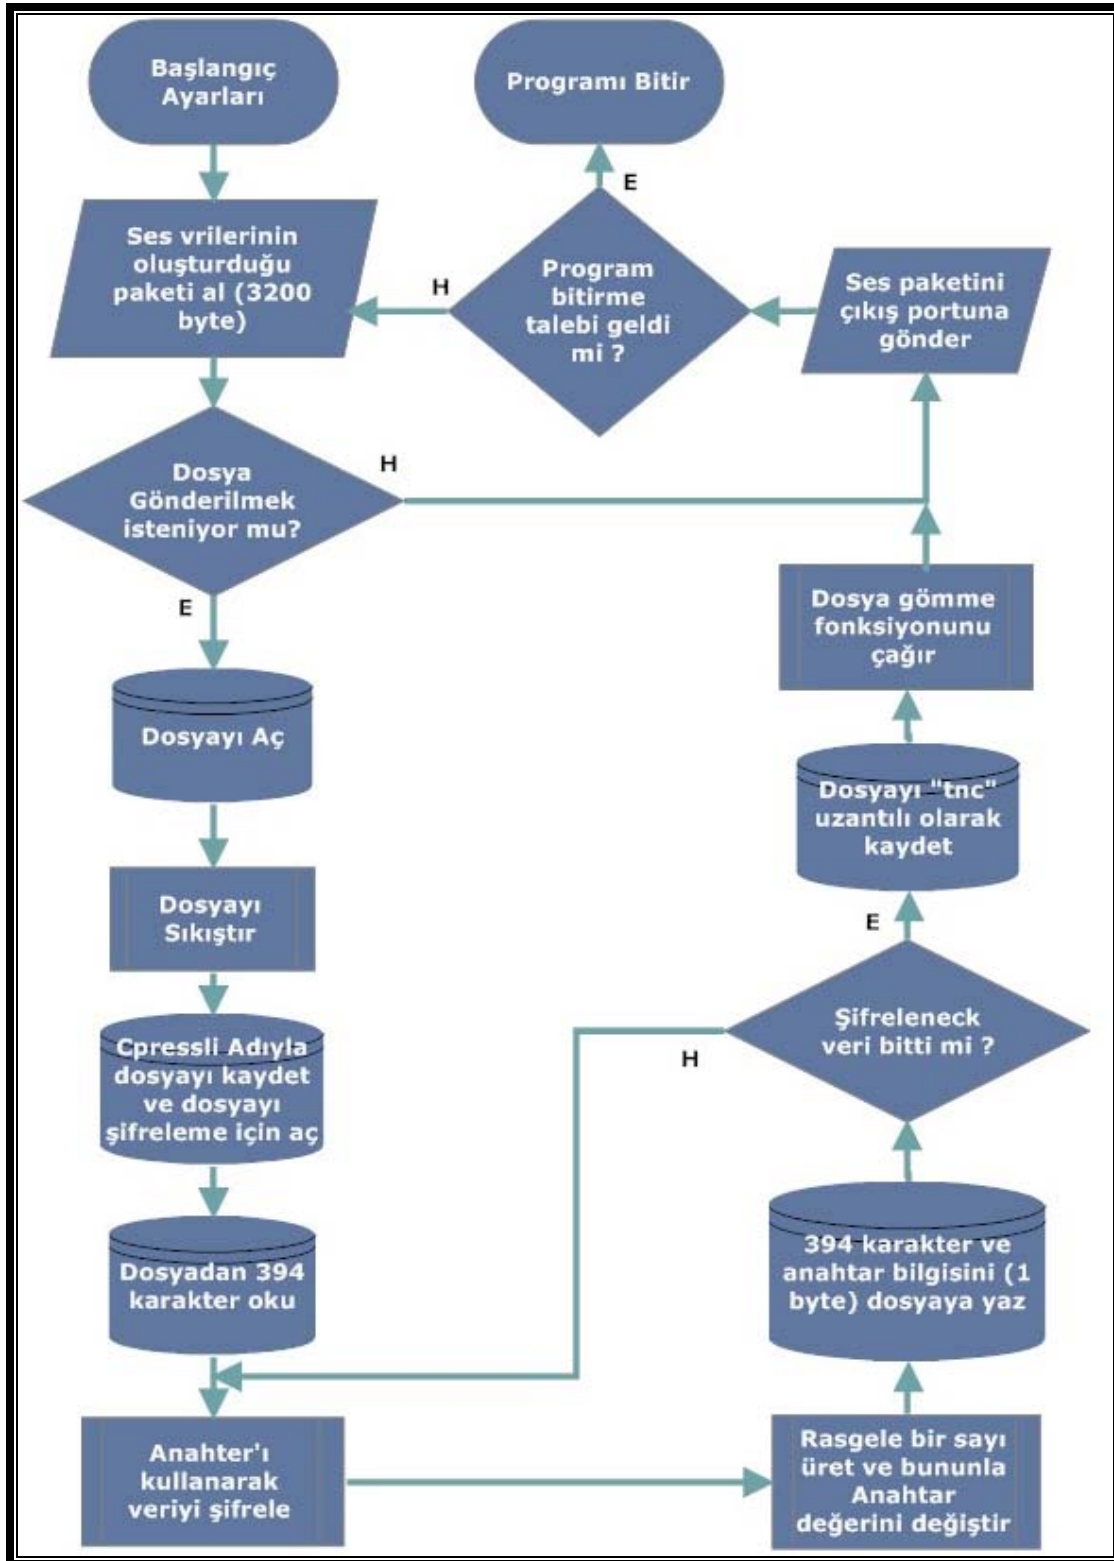 Başlangıç
Ayarları
Programı Bitir
E
Ses vrilerinin
oluşturduğu
paketi al (3200
byte)
H
Program
bitirme
talebi geldi
mi ?
Ses paketini
çıkış portuna
gönder
Dosya
Gönderilmek
isteniyor mu?
H
E
Dosya gömme
fonksiyonunu
çağır
Dosyayı Aç
Dosyayı "tnc"
uzantılı olarak
kaydet
Dosyayı
Sıkıştır
E
Şifreleneck
veri bitti mi ?
H
Cpressli Adıyla
dosyayı kaydet
ve dosyayı
şifreleme için aç
Dosyadan 394
karakter oku
394 karakter ve
anahtar bilgisini (1
byte) dosyaya yaz
Anahter'ı
kullanarak
veriyi şifrele
Rasgele bir sayı
üret ve bununla
Anahtar
değerini değiştir